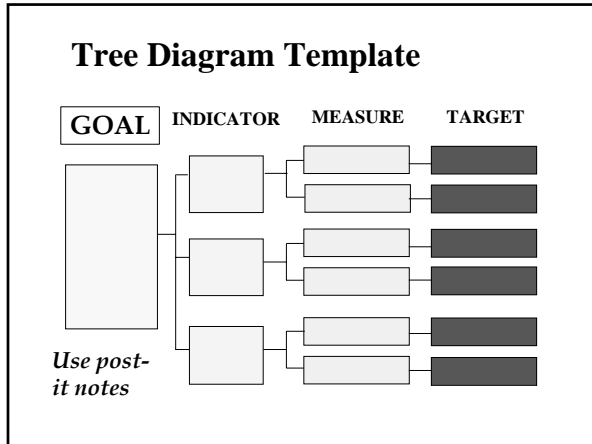 Tree Diagram Template
GOAL INDICATOR MEASURE TARGET
Use post-
it notes